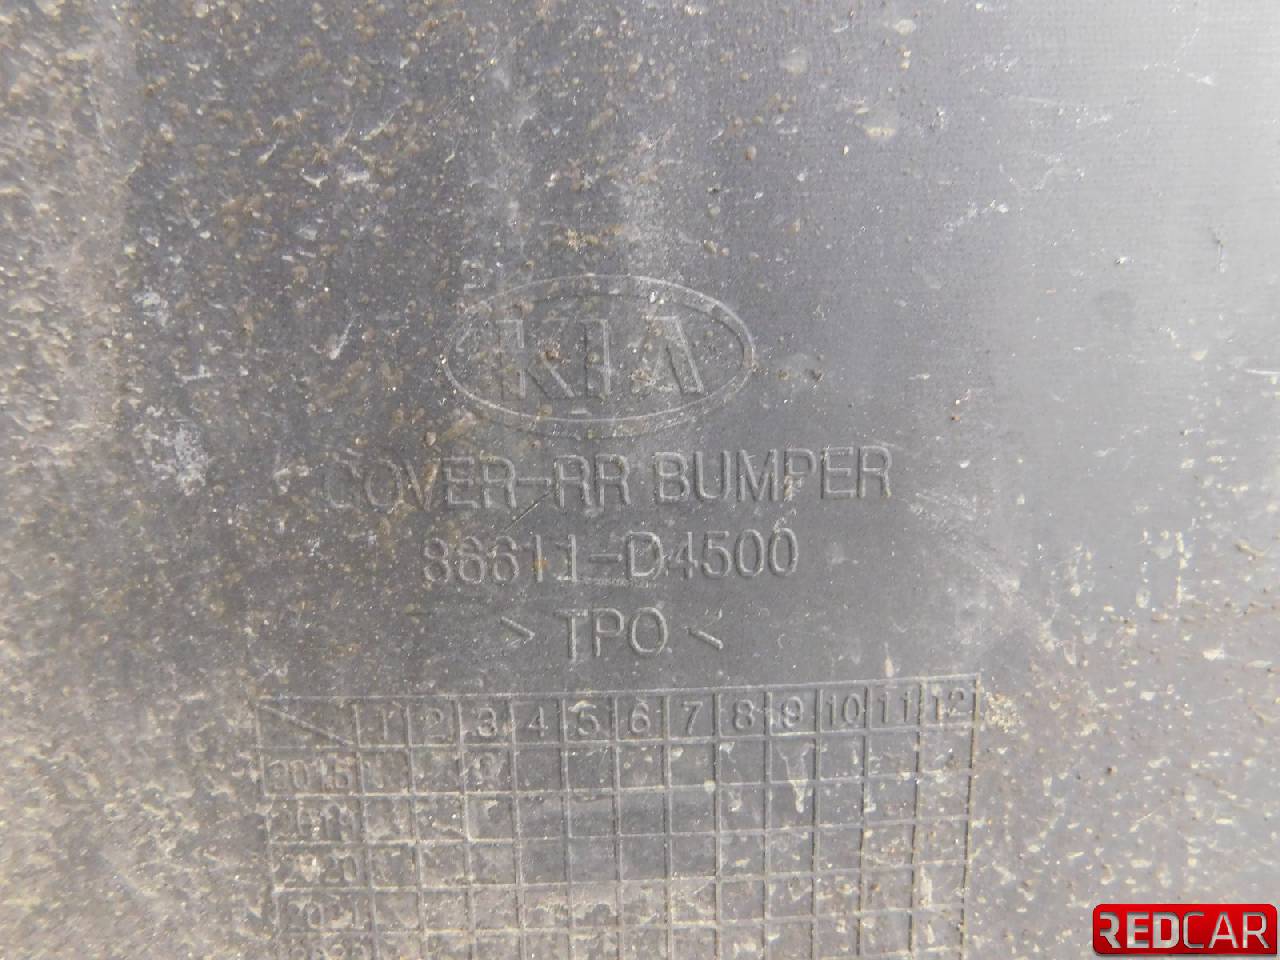 KIA
COVER-RR BUMPER
86611-D4500
> TPO <
1 2 3 4 5 6 7 8 9 10 11 12
REDCAR